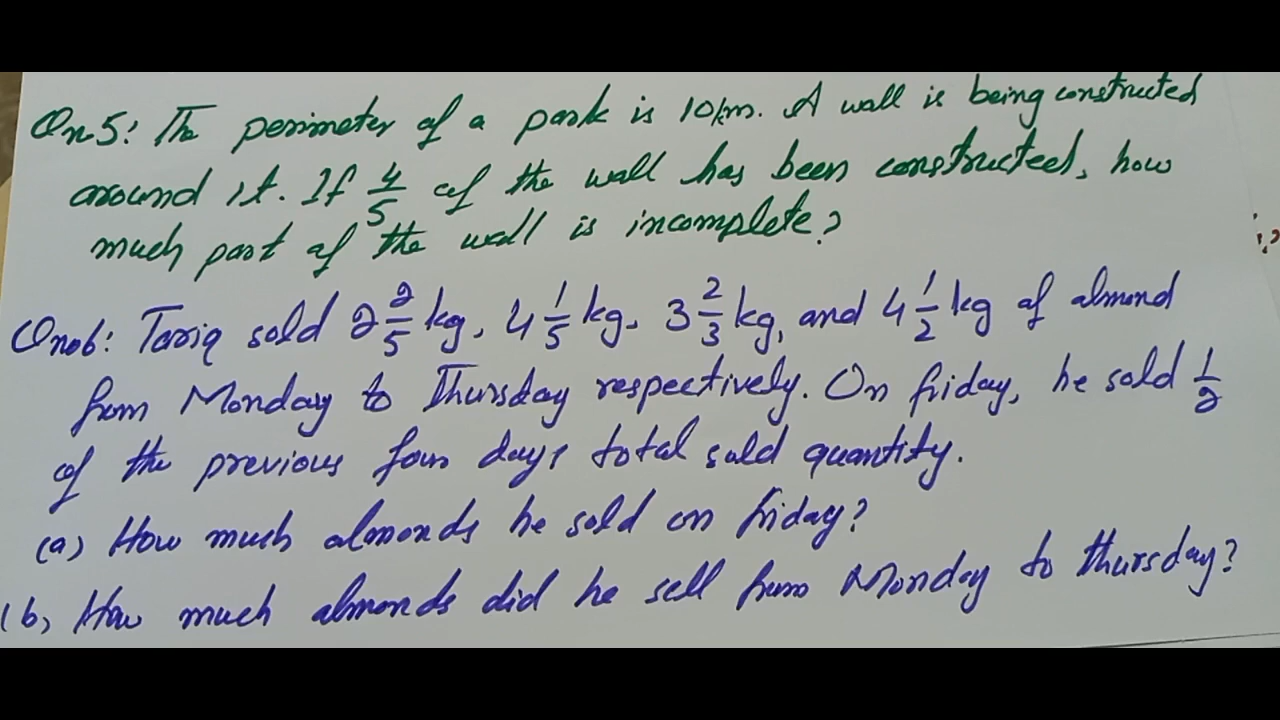 Qn5: The perimeter of a park is 10km. A wall is being constructed
around it. If 4/5 of the wall has been constructed, how
much part of the wall is incomplete?
Qno6: Tariq sold 2 2/5 kg, 4 1/5 kg, 3 2/3 kg, and 4 1/2 kg of almond
from Monday to Thursday respectively. On friday, he sold 1/2
of the previous four days total sold quantity.
(a) How much almonds he sold on friday?
(b) How much almonds did he sell from Monday to thursday?